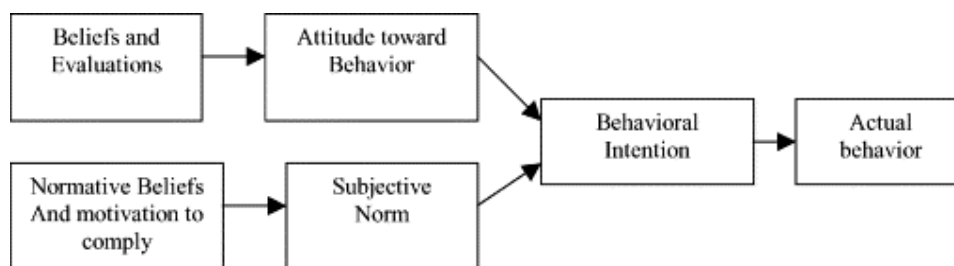 Beliefs and
Evaluations
Attitude toward
Behavior
Behavioral
Intention
Actual
behavior
Normative Beliefs
And motivation to
comply
Subjective
Norm